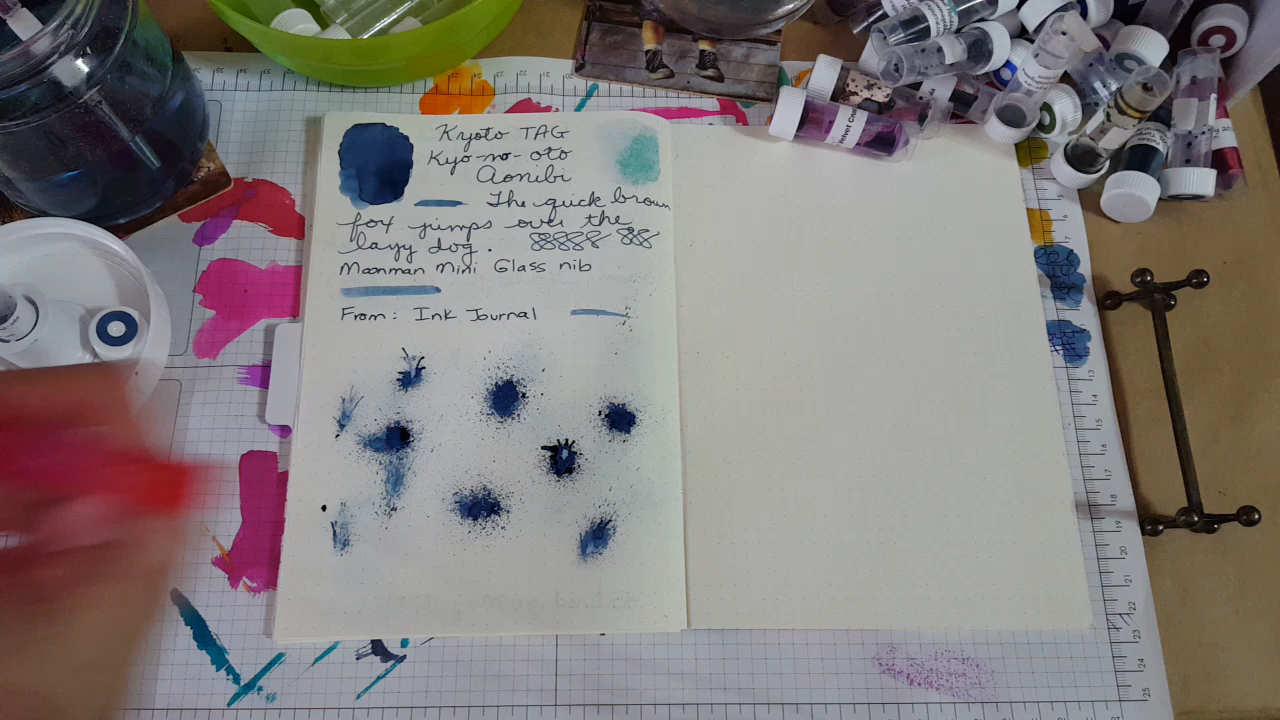 Kyoto TAG
Kyo-no-oto
Aonibi
The quick brown
fox jumps over the
lazy dog.
Moonman Mini Glass nib
From: Ink Journal